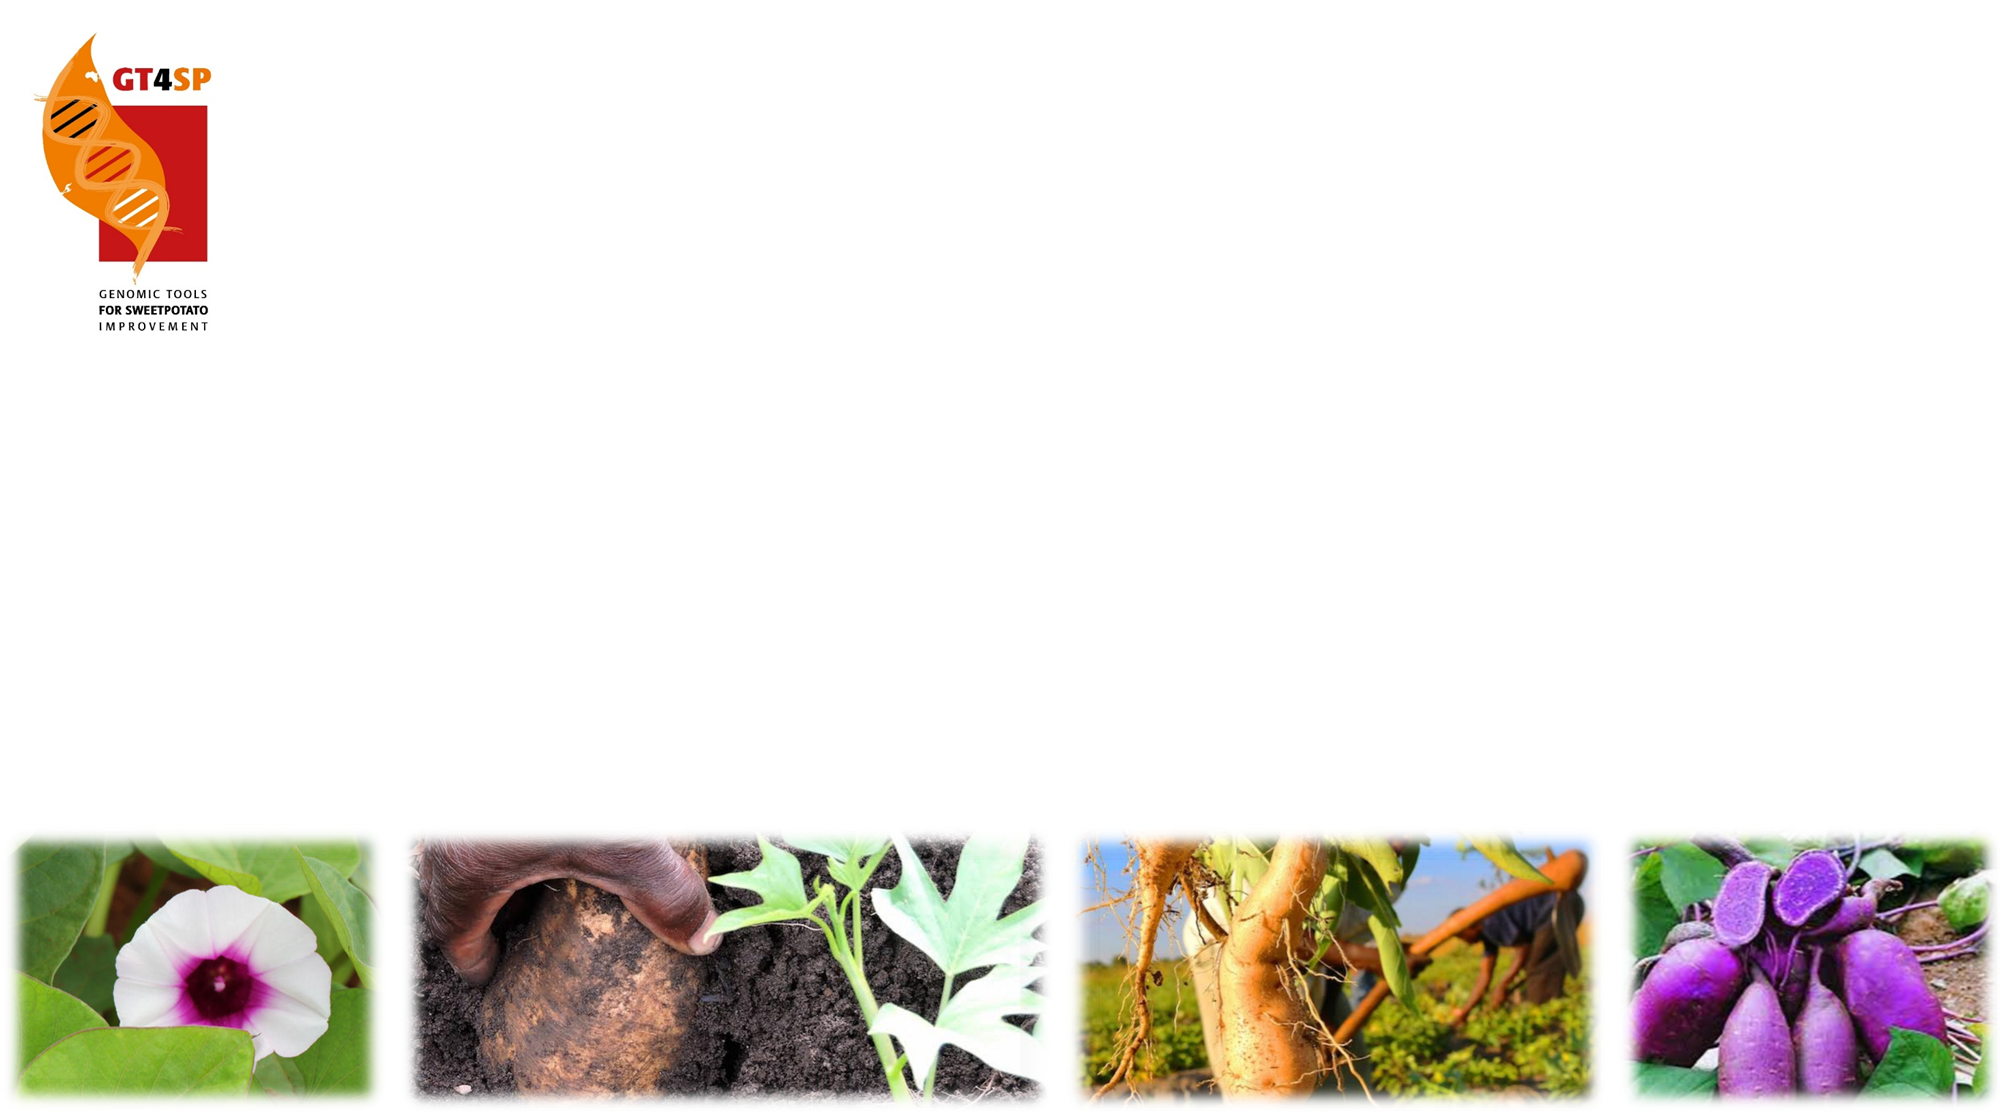 GT4SP
GENOMIC TOOLS
FOR SWEETPOTATO
IMPROVEMENT